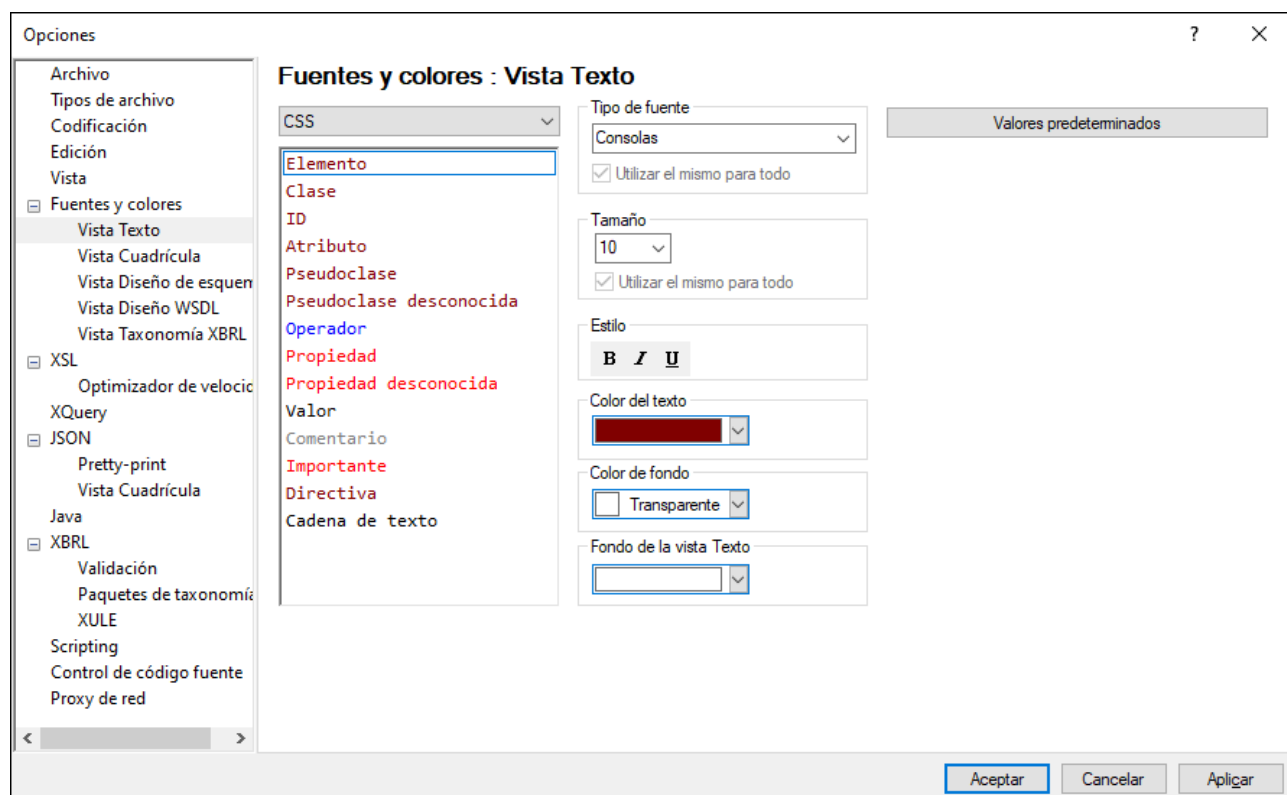 Opciones
?
Archivo
Tipos de archivo
Codificación
Edición
Vista
Fuentes y colores
Vista Texto
Vista Cuadrícula
Vista Diseño de esquem
Vista Diseño WSDL
Vista Taxonomía XBRL
XSL
Optimizador de velocic
XQuery
JSON
Pretty-print
Vista Cuadrícula
Java
XBRL
Validación
Paquetes de taxonomía
XULE
Scripting
Control de código fuente
Proxy de red
Fuentes y colores : Vista Texto
CSS
Elemento
Clase
ID
Atributo
Pseudoclase
Pseudoclase desconocida
Operador
Propiedad
Propiedad desconocida
Valor
Comentario
Importante
Directiva
Cadena de texto
Tipo de fuente
Consolas
Utilizar el mismo para todo
Tamaño
10
Utilizar el mismo para todo
Estilo
B I U
Color del texto
Color de fondo
Transparente
Fondo de la vista Texto
Valores predeterminados
Aceptar
Cancelar
Aplicar